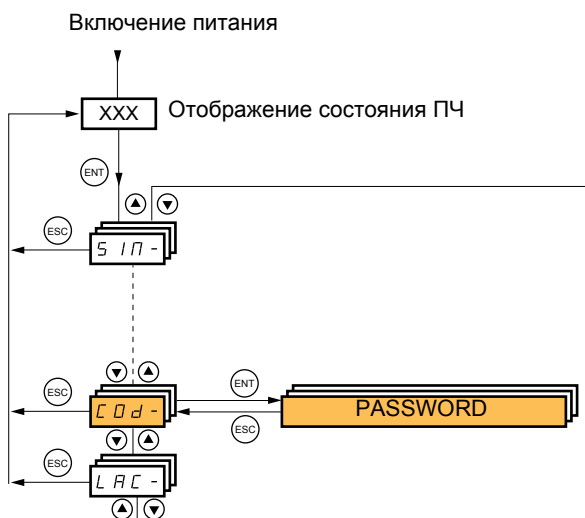 Включение питания
XXX Отображение состояния ПЧ
ENT
ESC
SIM-
ENT
ESC
COd-
PASSWORD
ESC
ESC
LAC-